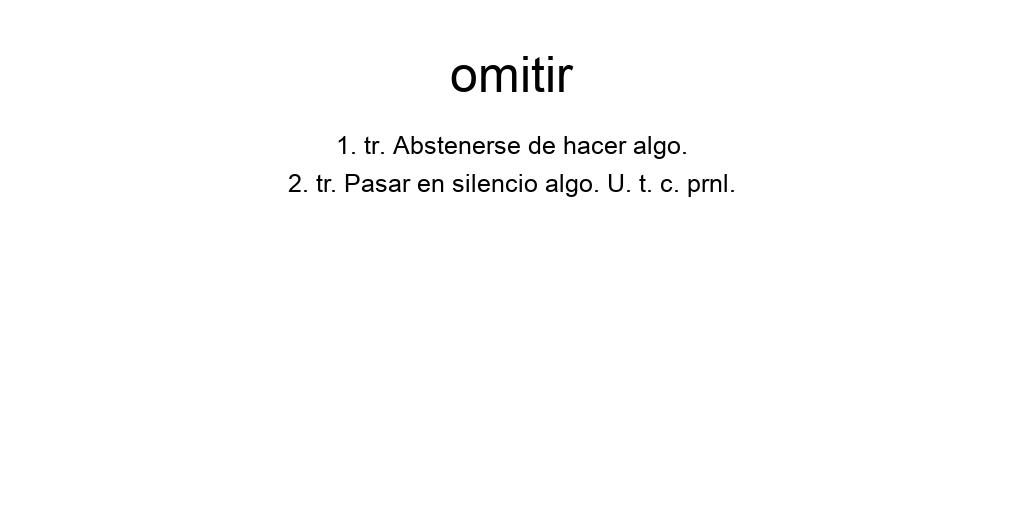 omitir
1. tr. Abstenerse de hacer algo.
2. tr. Pasar en silencio algo. U. t. c. prnl.